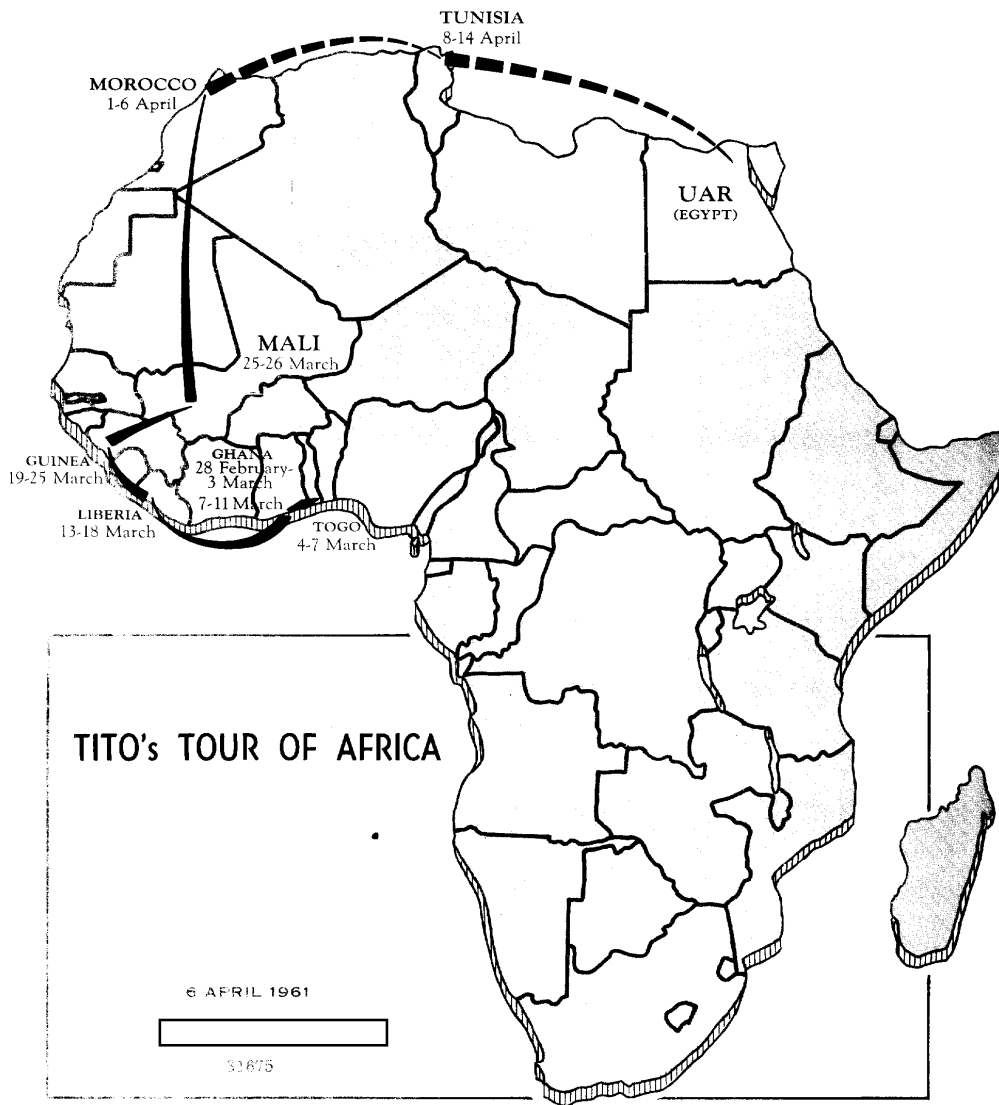 TUNISIA
8-14 April
MOROCCO
1-6 April
UAR
(EGYPT)
MALI
25-26 March
GUINEA
19-25 March
GHANA
28 February-
3 March
7-11 March
LIBERIA
13-18 March
TOGO
4-7 March
TITO's TOUR OF AFRICA
6 APRIL 1961
31675